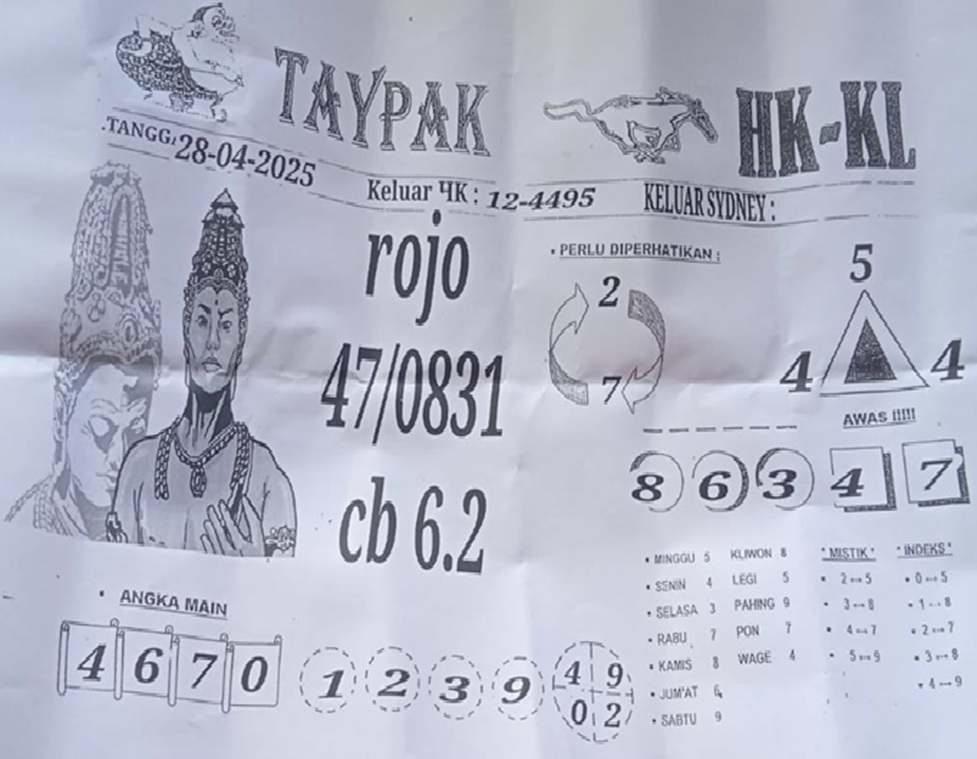 TAYPAK
HK-KL
28-04-2025
Keluar HK : 12-4495
KELUAR SYDNEY :
rojo
47/0831
cb 6.2
• PERLU DIPERHATIKAN :
2
7
5
4 4
AWAS !!!!!
8 6 3 4 7
• MINGGU 5 KLIWON 8
• SENIN 4 LEGI 5
• SELASA 3 PAHING 9
• RABU 7 PON 7
• KAMIS 8 WAGE 4
• JUM'AT 6
• SABTU 9
* MISTIK *
• 2 ↔ 5
• 3 ↔ 8
• 4 ↔ 7
• 5 ↔ 9
* INDEKS *
• 0 ↔ 5
• 2 ↔ 7
• 3 ↔ 8
• 4 ↔ 9
• ANGKA MAIN
4 6 7 0
1 2 3 9
4 9
0 2